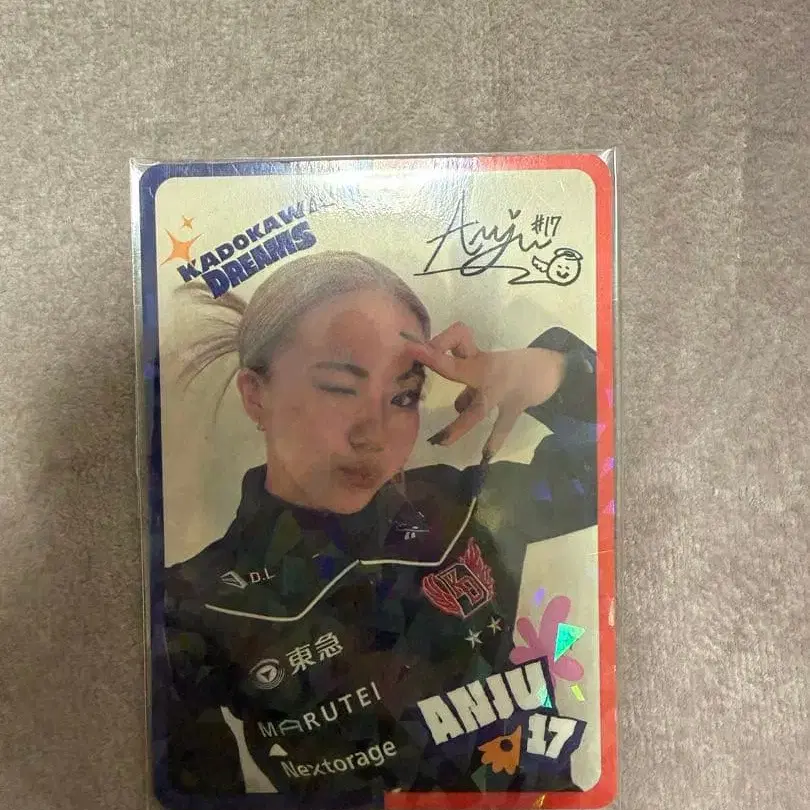 KADOKAWA
DREAMS
Anju #17
D.L
東急
MARUTEI
Nextorage
ANJU
17